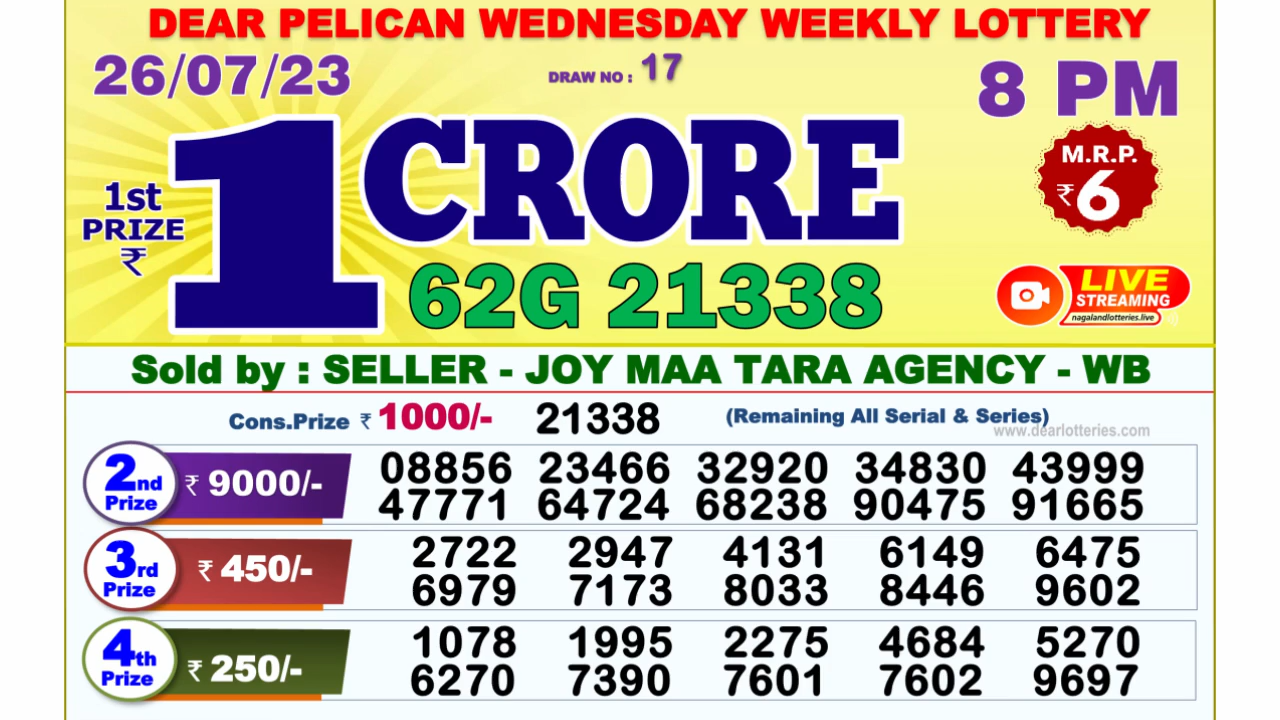 DEAR PELICAN WEDNESDAY WEEKLY LOTTERY
26/07/23
DRAW NO : 17
8 PM
1st PRIZE ₹
1 CRORE
M.R.P. ₹ 6
62G 21338
LIVE STREAMING
nagalandlotteries.live
Sold by : SELLER - JOY MAA TARA AGENCY - WB
Cons.Prize ₹ 1000/- 21338 (Remaining All Serial & Series)
www.dearlotteries.com
2nd Prize ₹ 9000/-
08856 23466 32920 34830 43999
47771 64724 68238 90475 91665
3rd Prize ₹ 450/-
2722 2947 4131 6149 6475
6979 7173 8033 8446 9602
4th Prize ₹ 250/-
1078 1995 2275 4684 5270
6270 7390 7601 7602 9697